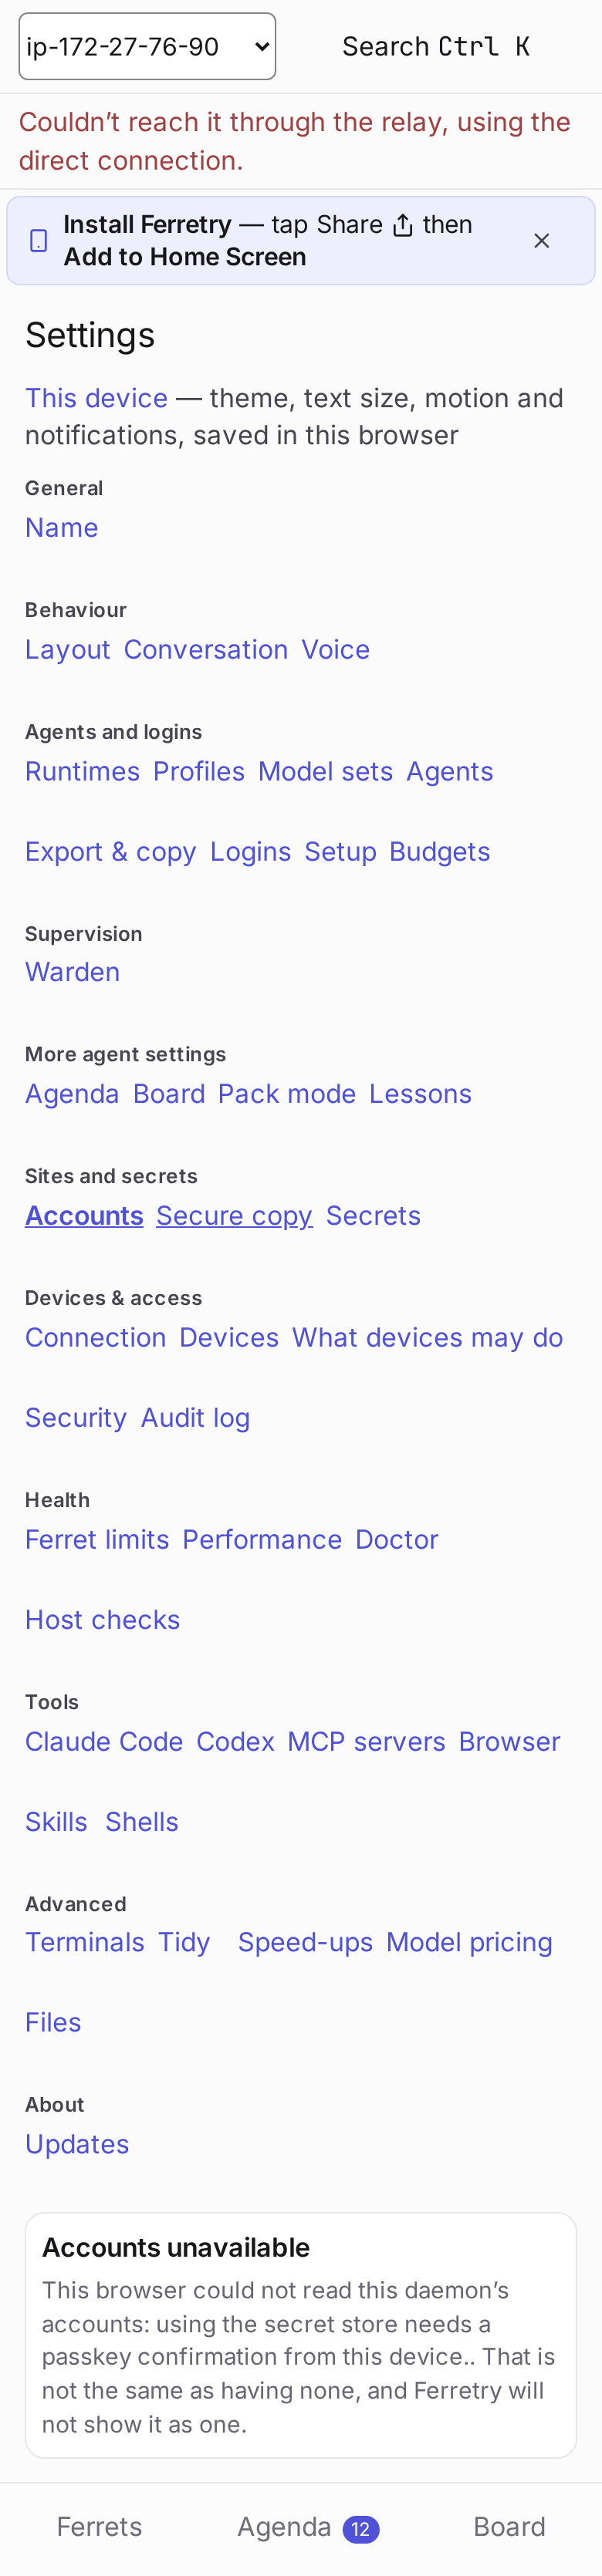 ip-172-27-76-90 Search Ctrl K
Couldn’t reach it through the relay, using the
direct connection.
Install Ferretry — tap Share then
Add to Home Screen
Settings
This device — theme, text size, motion and
notifications, saved in this browser
General
Name
Behaviour
Layout Conversation Voice
Agents and logins
Runtimes Profiles Model sets Agents
Export & copy Logins Setup Budgets
Supervision
Warden
More agent settings
Agenda Board Pack mode Lessons
Sites and secrets
Accounts Secure copy Secrets
Devices & access
Connection Devices What devices may do
Security Audit log
Health
Ferret limits Performance Doctor
Host checks
Tools
Claude Code Codex MCP servers Browser
Skills Shells
Advanced
Terminals Tidy Speed-ups Model pricing
Files
About
Updates
Accounts unavailable
This browser could not read this daemon’s
accounts: using the secret store needs a
passkey confirmation from this device.. That is
not the same as having none, and Ferretry will
not show it as one.
Ferrets Agenda 12 Board